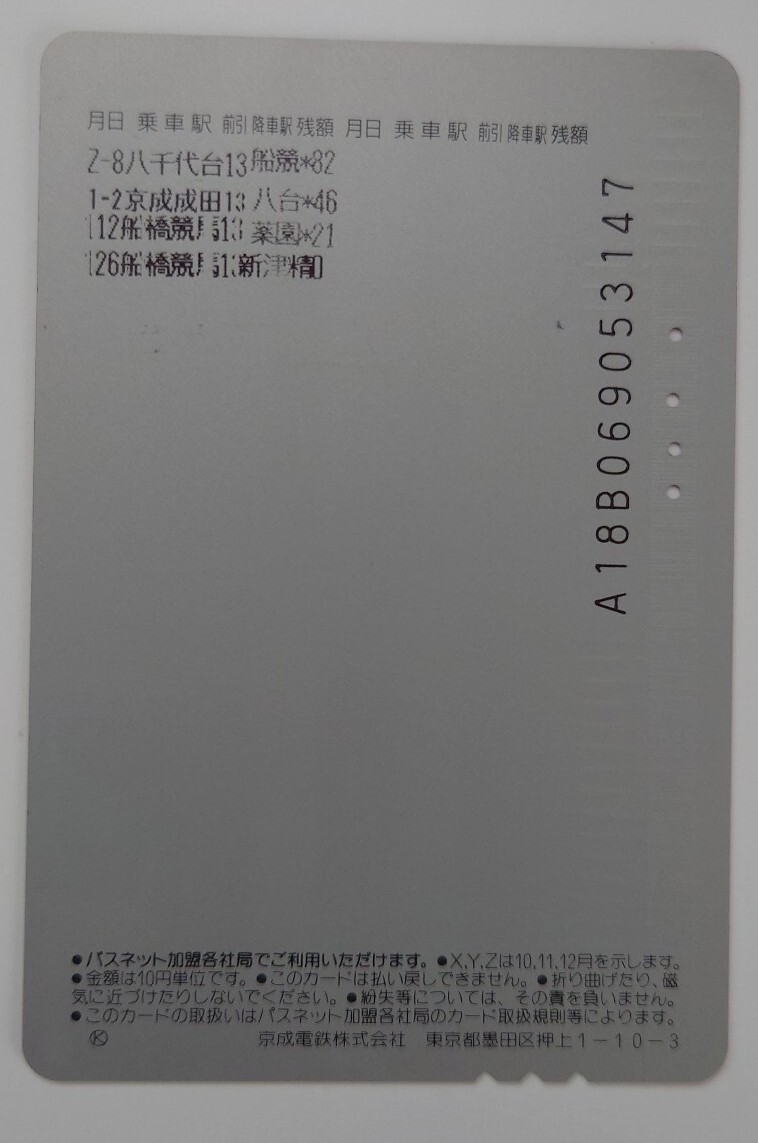 月日 乗車駅 前引 降車駅 残額 月日 乗車駅 前引 降車駅 残額
Z-8八千代台13船競*82
1-2京成成田13八台*46
112船橋競馬13薬園*21
126船橋競馬13新津精0
A18B069053147
●パスネット加盟各社局でご利用いただけます。●X,Y,Zは10,11,12月を示します。
●金額は10円単位です。●このカードは払い戻しできません。●折り曲げたり、磁
気に近づけたりしないでください。●紛失等については、その責を負いません。
●このカードの取扱いはパスネット加盟各社局のカード取扱規則等によります。
Ⓚ 京成電鉄株式会社 東京都墨田区押上1-10-3